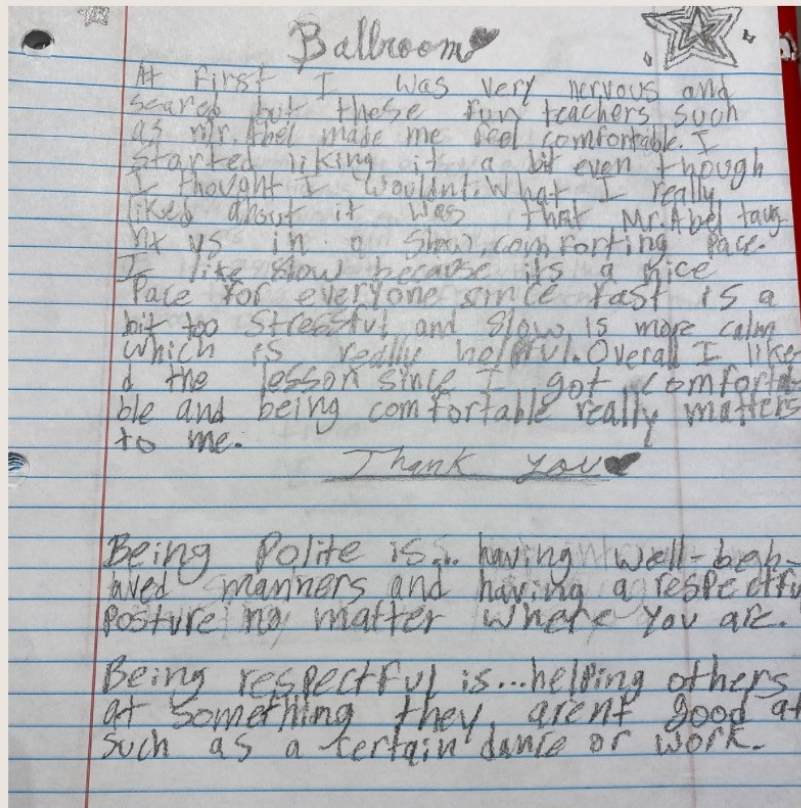 Ballroom
At First I was very nervous and
scared but these fun teachers such
as Mr. Abel made me feel comfortable. I
started liking it a bit even though
I thought I wouldnt. What I really
liked about it was that Mr. Abel taug
ht us in a slow, comforting Pace.
I like slow because its a nice
Pace for everyone since fast is a
bit too stressful and slow is more calm
which is really helpful. Overall I like
d the lesson since I got comforta
ble and being comfortable really matters
to me.
Thank you
Being Polite is... having well-beh-
aved manners and having a respectfu
Posture no matter where you are.
Being respectful is... helping others
at something they arent good at
such as a certain dance or work.